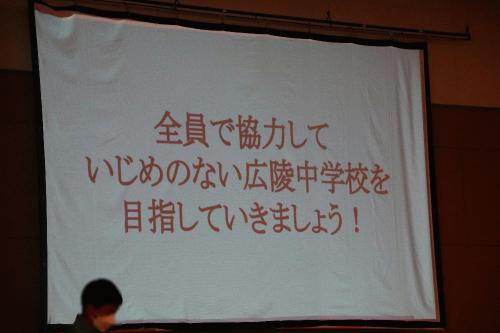 全員で協力して
いじめのない広陵中学校を
目指していきましょう！